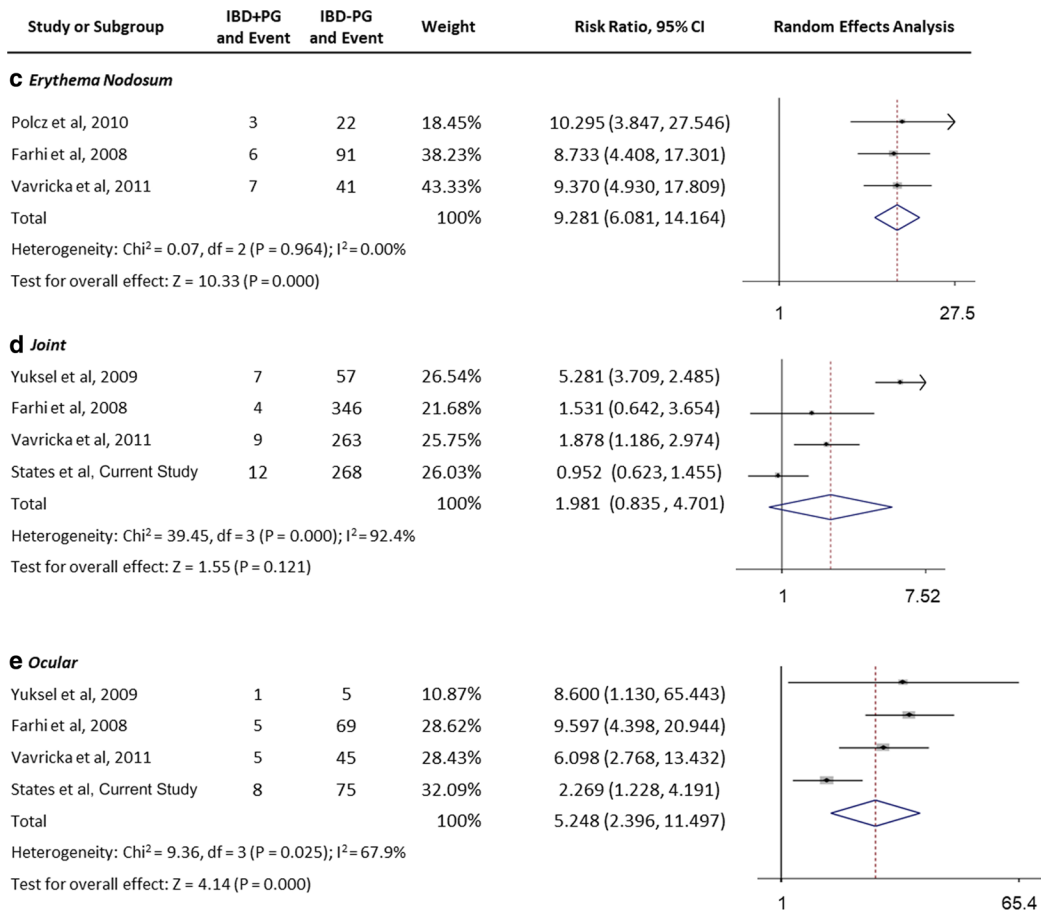 Study or Subgroup IBD+PG and Event IBD-PG and Event Weight Risk Ratio, 95% CI Random Effects Analysis
c Erythema Nodosum
Polcz et al, 2010 3 22 18.45% 10.295 (3.847, 27.546)
Farhi et al, 2008 6 91 38.23% 8.733 (4.408, 17.301)
Vavricka et al, 2011 7 41 43.33% 9.370 (4.930, 17.809)
Total 100% 9.281 (6.081, 14.164)
Heterogeneity: Chi² = 0.07, df = 2 (P = 0.964); I² = 0.00%
Test for overall effect: Z = 10.33 (P = 0.000)
1 27.5
d Joint
Yuksel et al, 2009 7 57 26.54% 5.281 (3.709, 2.485)
Farhi et al, 2008 4 346 21.68% 1.531 (0.642, 3.654)
Vavricka et al, 2011 9 263 25.75% 1.878 (1.186, 2.974)
States et al, Current Study 12 268 26.03% 0.952 (0.623, 1.455)
Total 100% 1.981 (0.835, 4.701)
Heterogeneity: Chi² = 39.45, df = 3 (P = 0.000); I² = 92.4%
Test for overall effect: Z = 1.55 (P = 0.121)
1 7.52
e Ocular
Yuksel et al, 2009 1 5 10.87% 8.600 (1.130, 65.443)
Farhi et al, 2008 5 69 28.62% 9.597 (4.398, 20.944)
Vavricka et al, 2011 5 45 28.43% 6.098 (2.768, 13.432)
States et al, Current Study 8 75 32.09% 2.269 (1.228, 4.191)
Total 100% 5.248 (2.396, 11.497)
Heterogeneity: Chi² = 9.36, df = 3 (P = 0.025); I² = 67.9%
Test for overall effect: Z = 4.14 (P = 0.000)
1 65.4